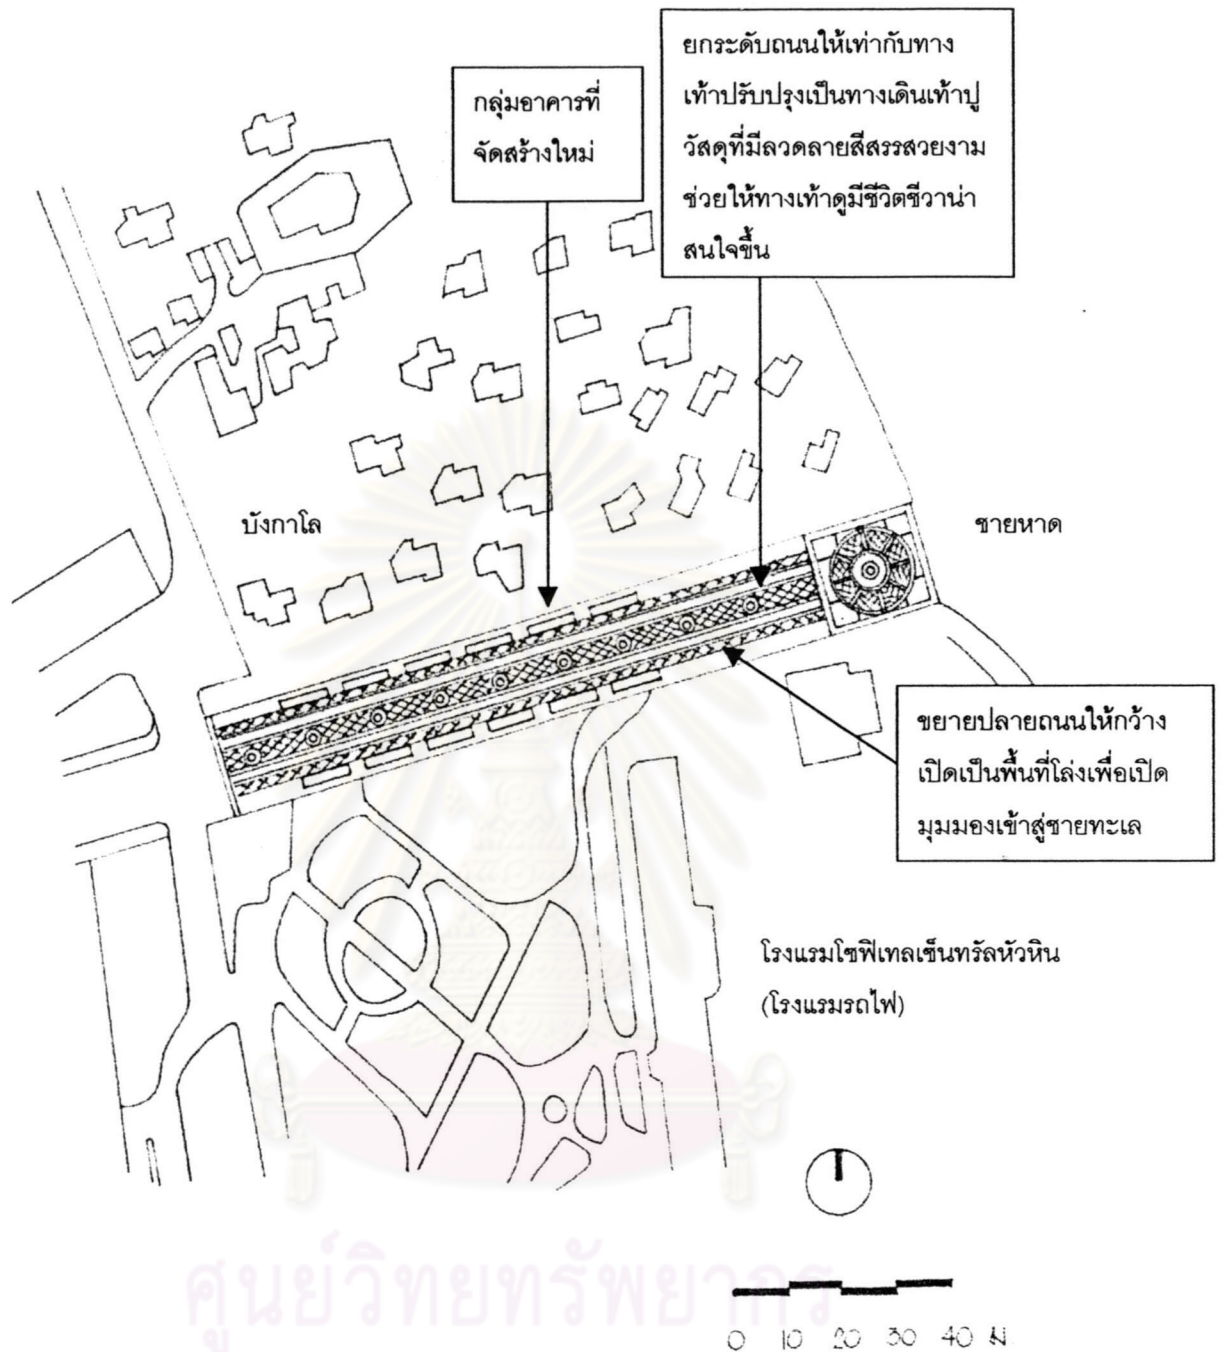 ยกระดับถนนให้เท่ากับทาง
เท้าปรับปรุงเป็นทางเดินเท้าปู
วัสดุที่มีลวดลายสีสรรสวยงาม
ช่วยให้ทางเท้าดูมีชีวิตชีวาน่า
สนใจขึ้น
กลุ่มอาคารที่
จัดสร้างใหม่
บังกาโล
ชายหาด
ขยายปลายถนนให้กว้าง
เปิดเป็นพื้นที่โล่งเพื่อเปิด
มุมมองเข้าสู่ชายทะเล
โรงแรมโซฟิเทลเซ็นทรัลหัวหิน
(โรงแรมรถไฟ)
ศูนย์วิทยทรัพยากร
0 10 20 30 40 ม.